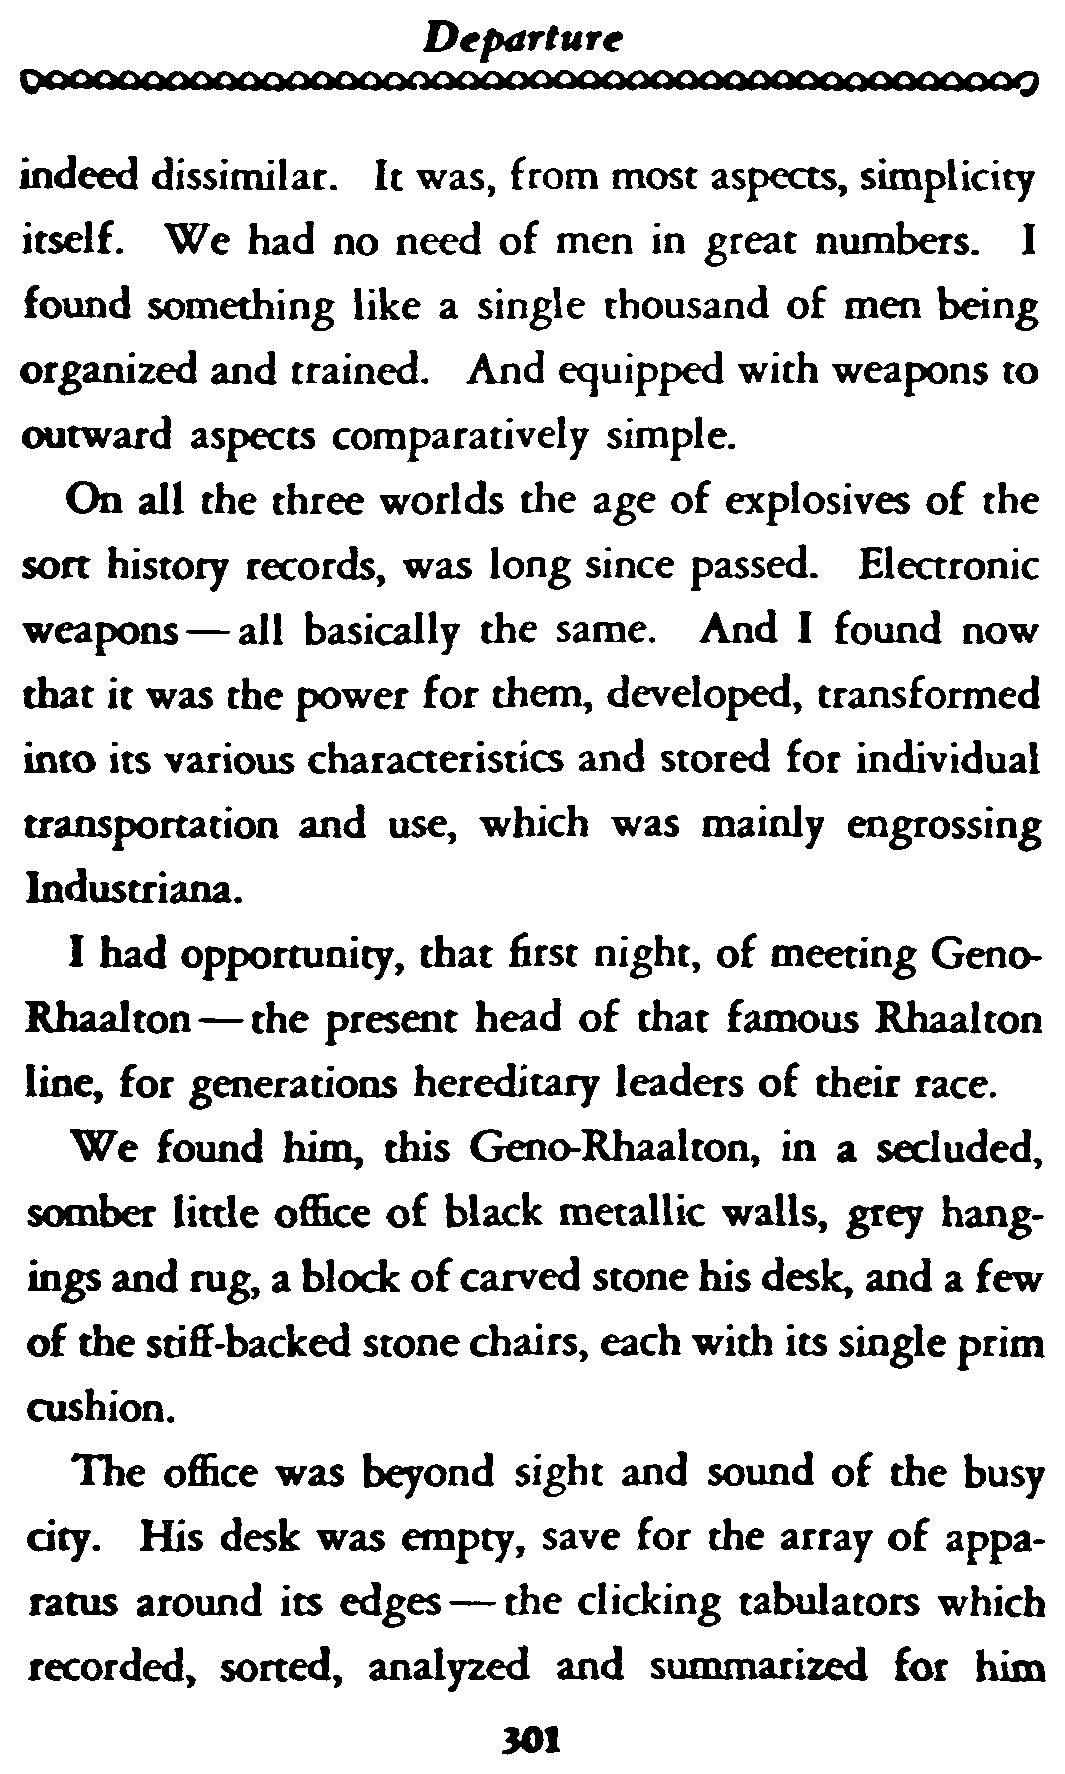 Departure
indeed dissimilar. It was, from most aspects, simplicity
itself. We had no need of men in great numbers. I
found something like a single thousand of men being
organized and trained. And equipped with weapons to
outward aspects comparatively simple.
On all the three worlds the age of explosives of the
sort history records, was long since passed. Electronic
weapons—all basically the same. And I found now
that it was the power for them, developed, transformed
into its various characteristics and stored for individual
transportation and use, which was mainly engrossing
Industriana.
I had opportunity, that first night, of meeting Geno-
Rhaalton—the present head of that famous Rhaalton
line, for generations hereditary leaders of their race.
We found him, this Geno-Rhaalton, in a secluded,
somber little office of black metallic walls, grey hang-
ings and rug, a block of carved stone his desk, and a few
of the stiff-backed stone chairs, each with its single prim
cushion.
The office was beyond sight and sound of the busy
city. His desk was empty, save for the array of appa-
ratus around its edges—the clicking tabulators which
recorded, sorted, analyzed and summarized for him
301